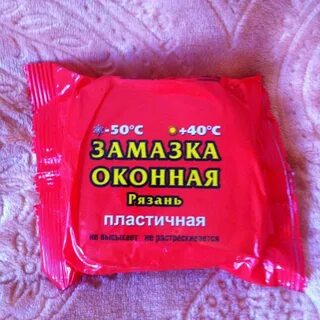 -50°C +40°C
ЗАМАЗКА
ОКОННАЯ
Рязань
пластичная
не высыхает не растрескивается